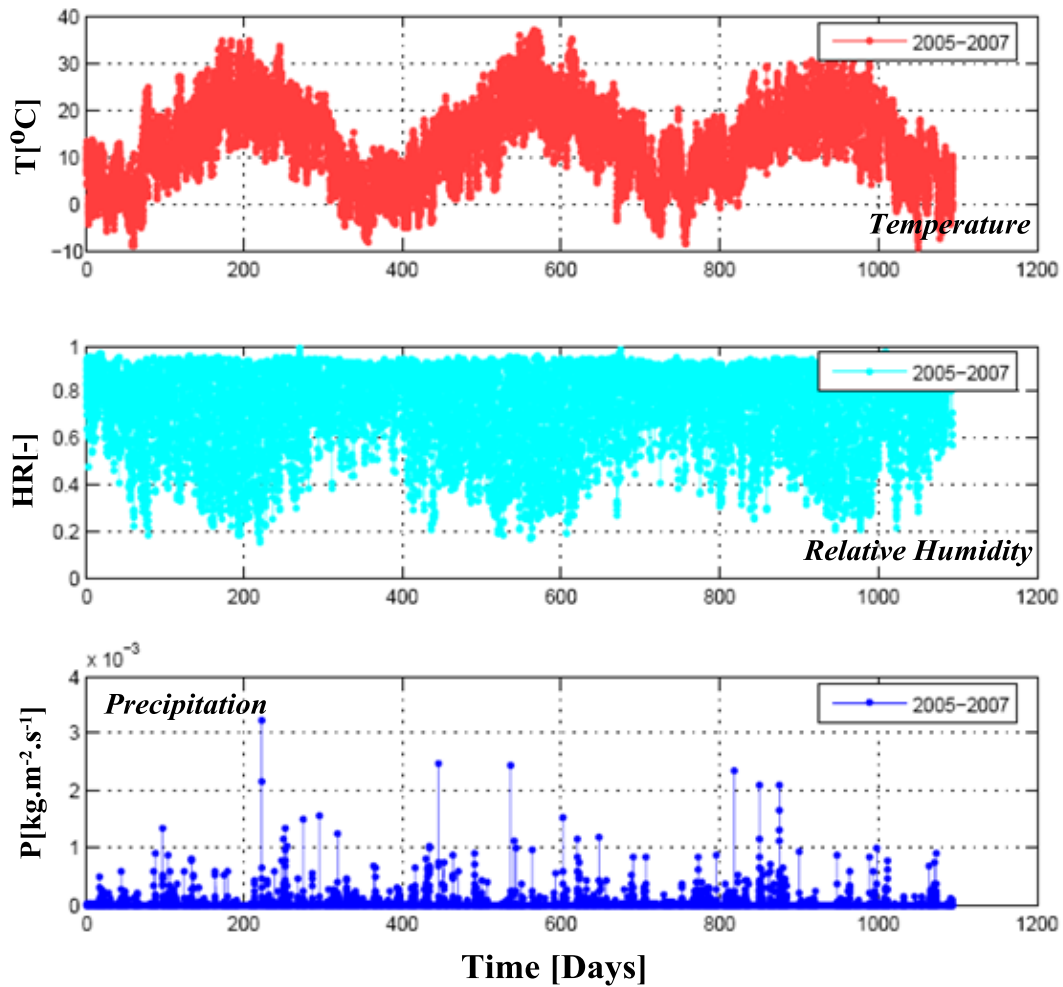 40
30
20
10
0
−10
T[⁰C]
2005−2007
Temperature
0 200 400 600 800 1000 1200
1
0.8
0.6
0.4
0.2
0
HR[-]
2005−2007
Relative Humidity
0 200 400 600 800 1000 1200
x 10⁻³
4
3
2
1
0
P[kg.m⁻².s⁻¹]
Precipitation
2005−2007
0 200 400 600 800 1000 1200
Time [Days]